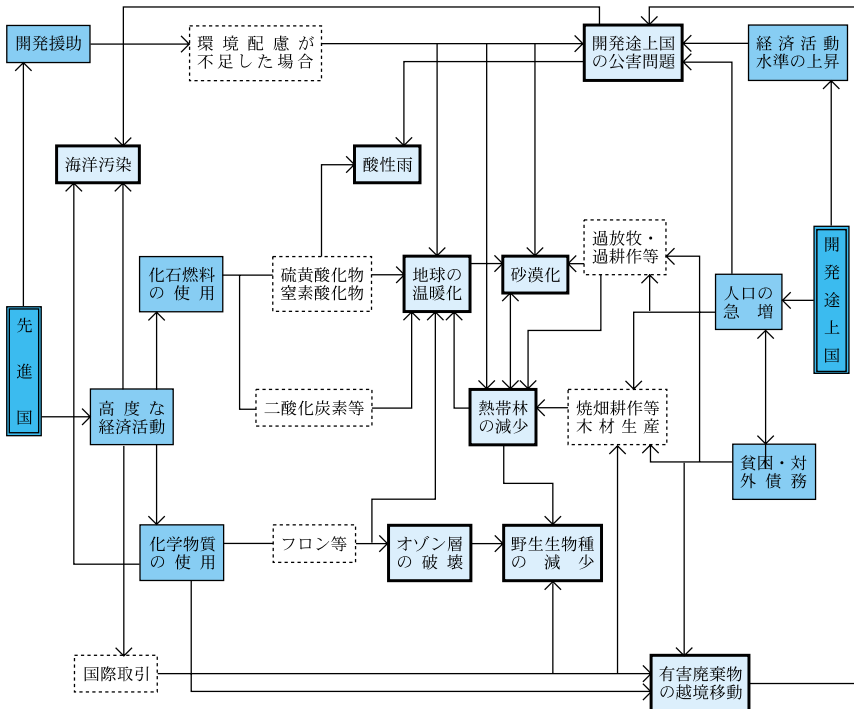 開発援助
環境配慮が
不足した場合
開発途上国
の公害問題
経済活動
水準の上昇
海洋汚染
酸性雨
過放牧・
過耕作等
開発途上国
化石燃料
の使用
硫黄酸化物
窒素酸化物
地球の
温暖化
砂漠化
人口の
急増
先進国
高度な
経済活動
二酸化炭素等
熱帯林
の減少
焼畑耕作等
木材生産
貧困・対
外債務
化学物質
の使用
フロン等
オゾン層
の破壊
野生生物種
の減少
国際取引
有害廃棄物
の越境移動